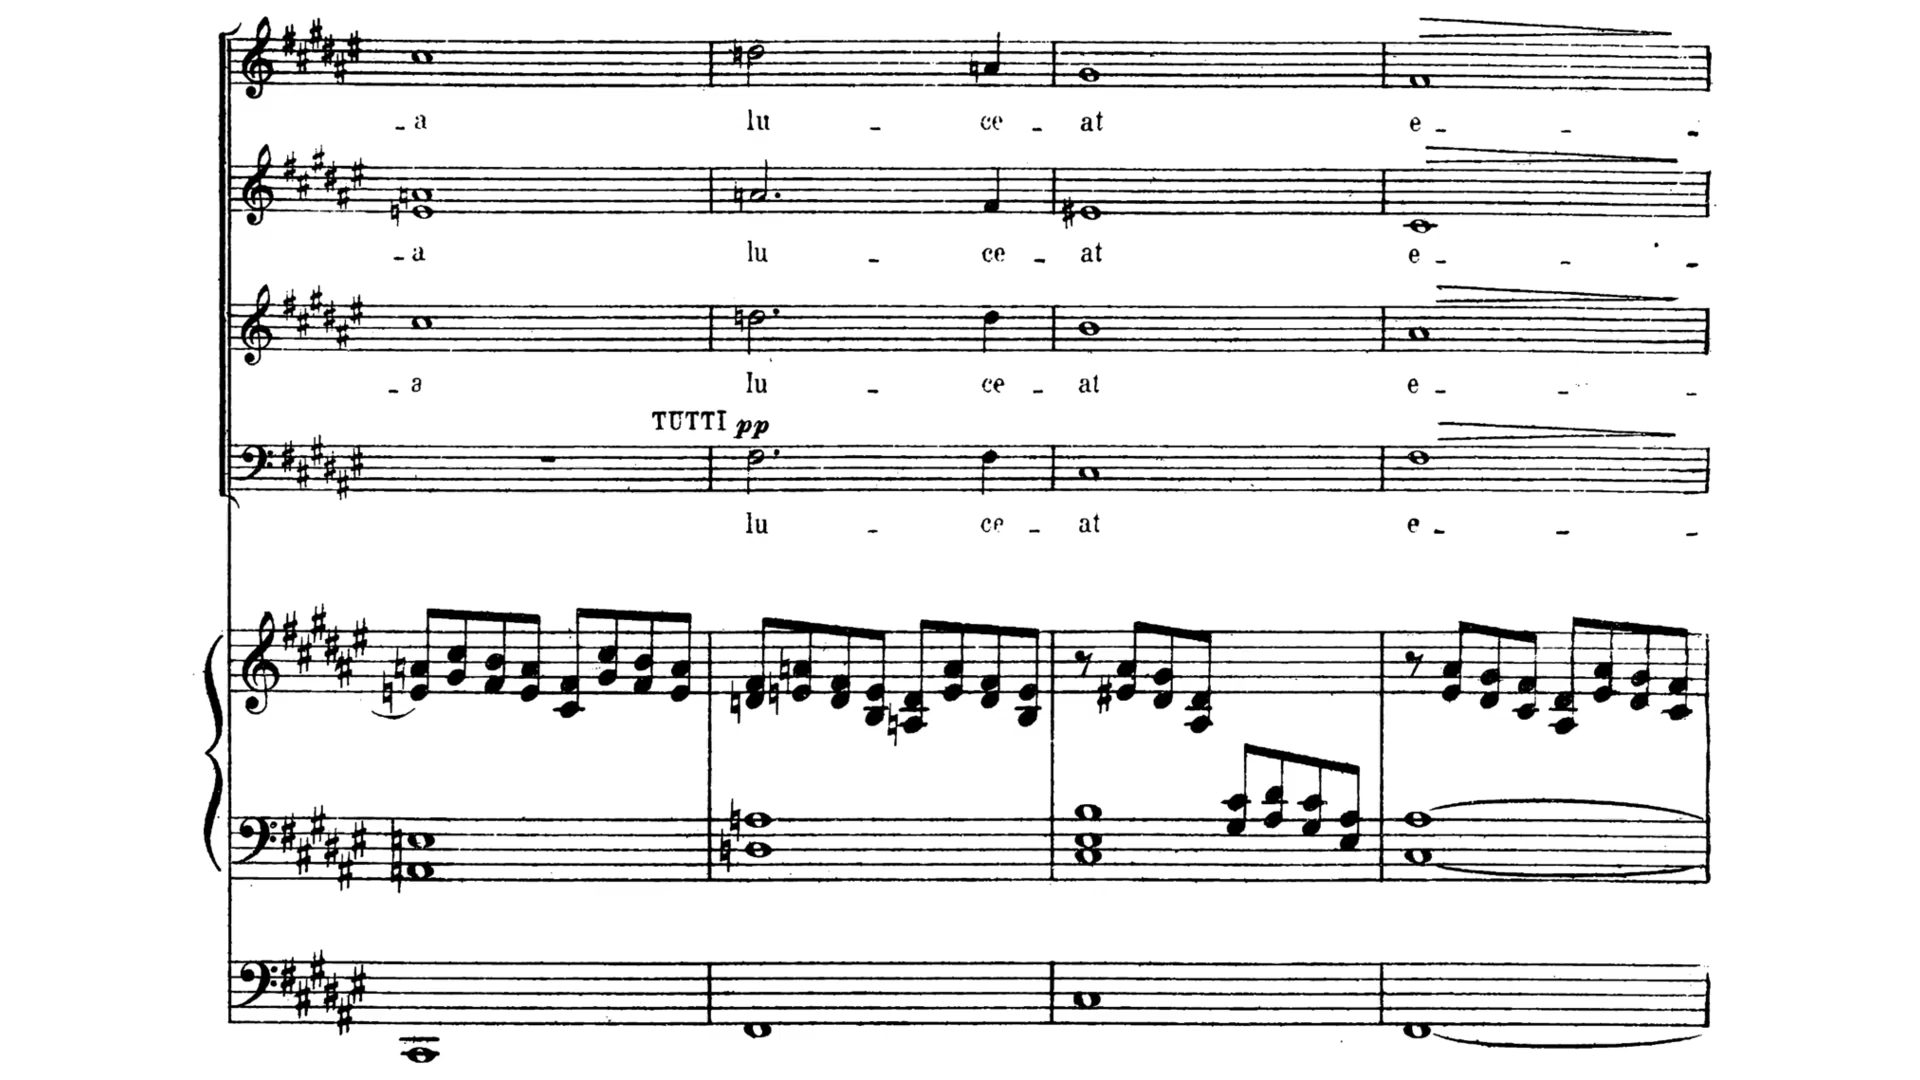 - a lu - ce - at e - - -
- a lu - ce - at e - - -
- a lu - ce - at e - - -
TUTTI pp
lu - ce - at e - - -